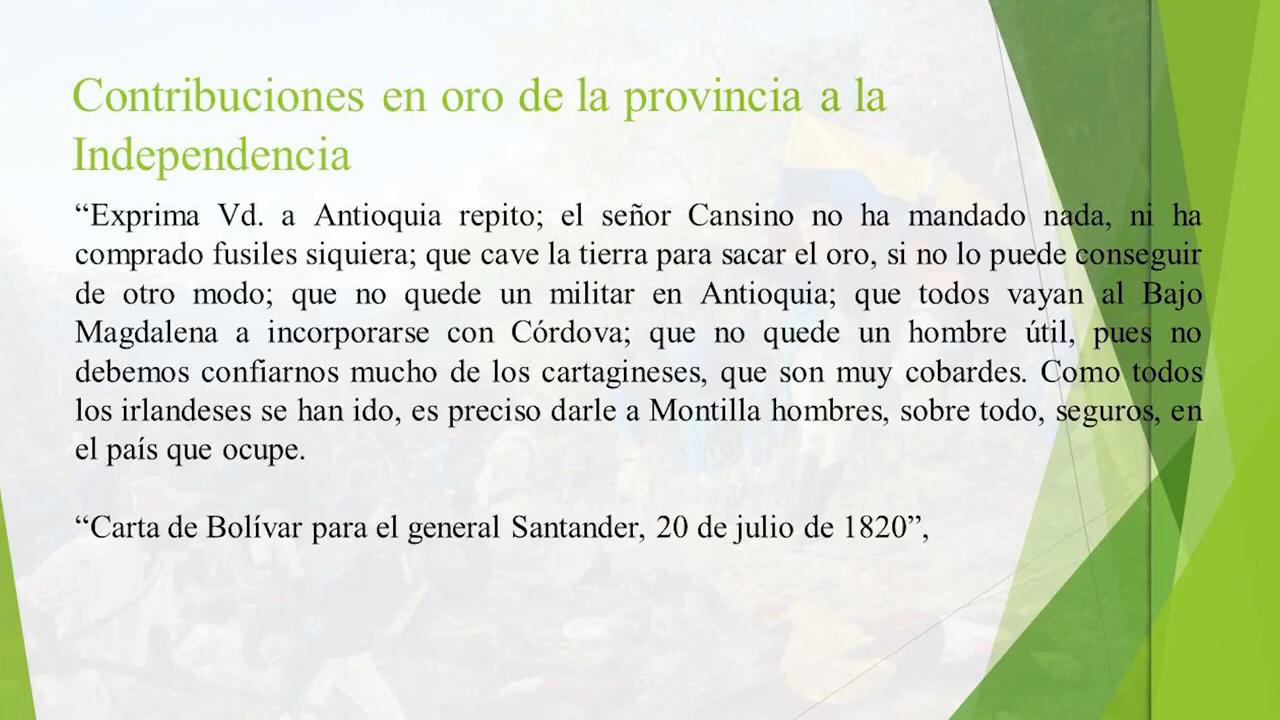 Contribuciones en oro de la provincia a la
Independencia
“Exprima Vd. a Antioquia repito; el señor Cansino no ha mandado nada, ni ha
comprado fusiles siquiera; que cave la tierra para sacar el oro, si no lo puede conseguir
de otro modo; que no quede un militar en Antioquia; que todos vayan al Bajo
Magdalena a incorporarse con Córdova; que no quede un hombre útil, pues no
debemos confiarnos mucho de los cartagineses, que son muy cobardes. Como todos
los irlandeses se han ido, es preciso darle a Montilla hombres, sobre todo, seguros, en
el país que ocupe.
“Carta de Bolívar para el general Santander, 20 de julio de 1820”,